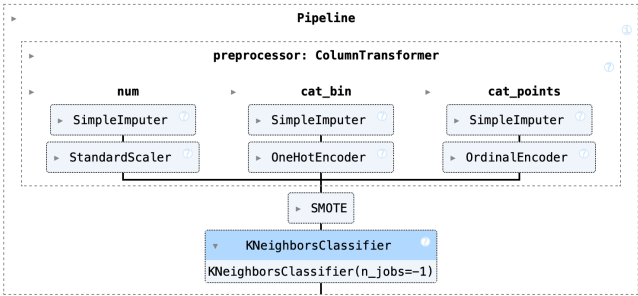 Pipeline
preprocessor: ColumnTransformer
num cat_bin cat_points
SimpleImputer ? SimpleImputer ? SimpleImputer ?
StandardScaler ? OneHotEncoder ? OrdinalEncoder ?
SMOTE
KNeighborsClassifier ?
KNeighborsClassifier(n_jobs=-1)